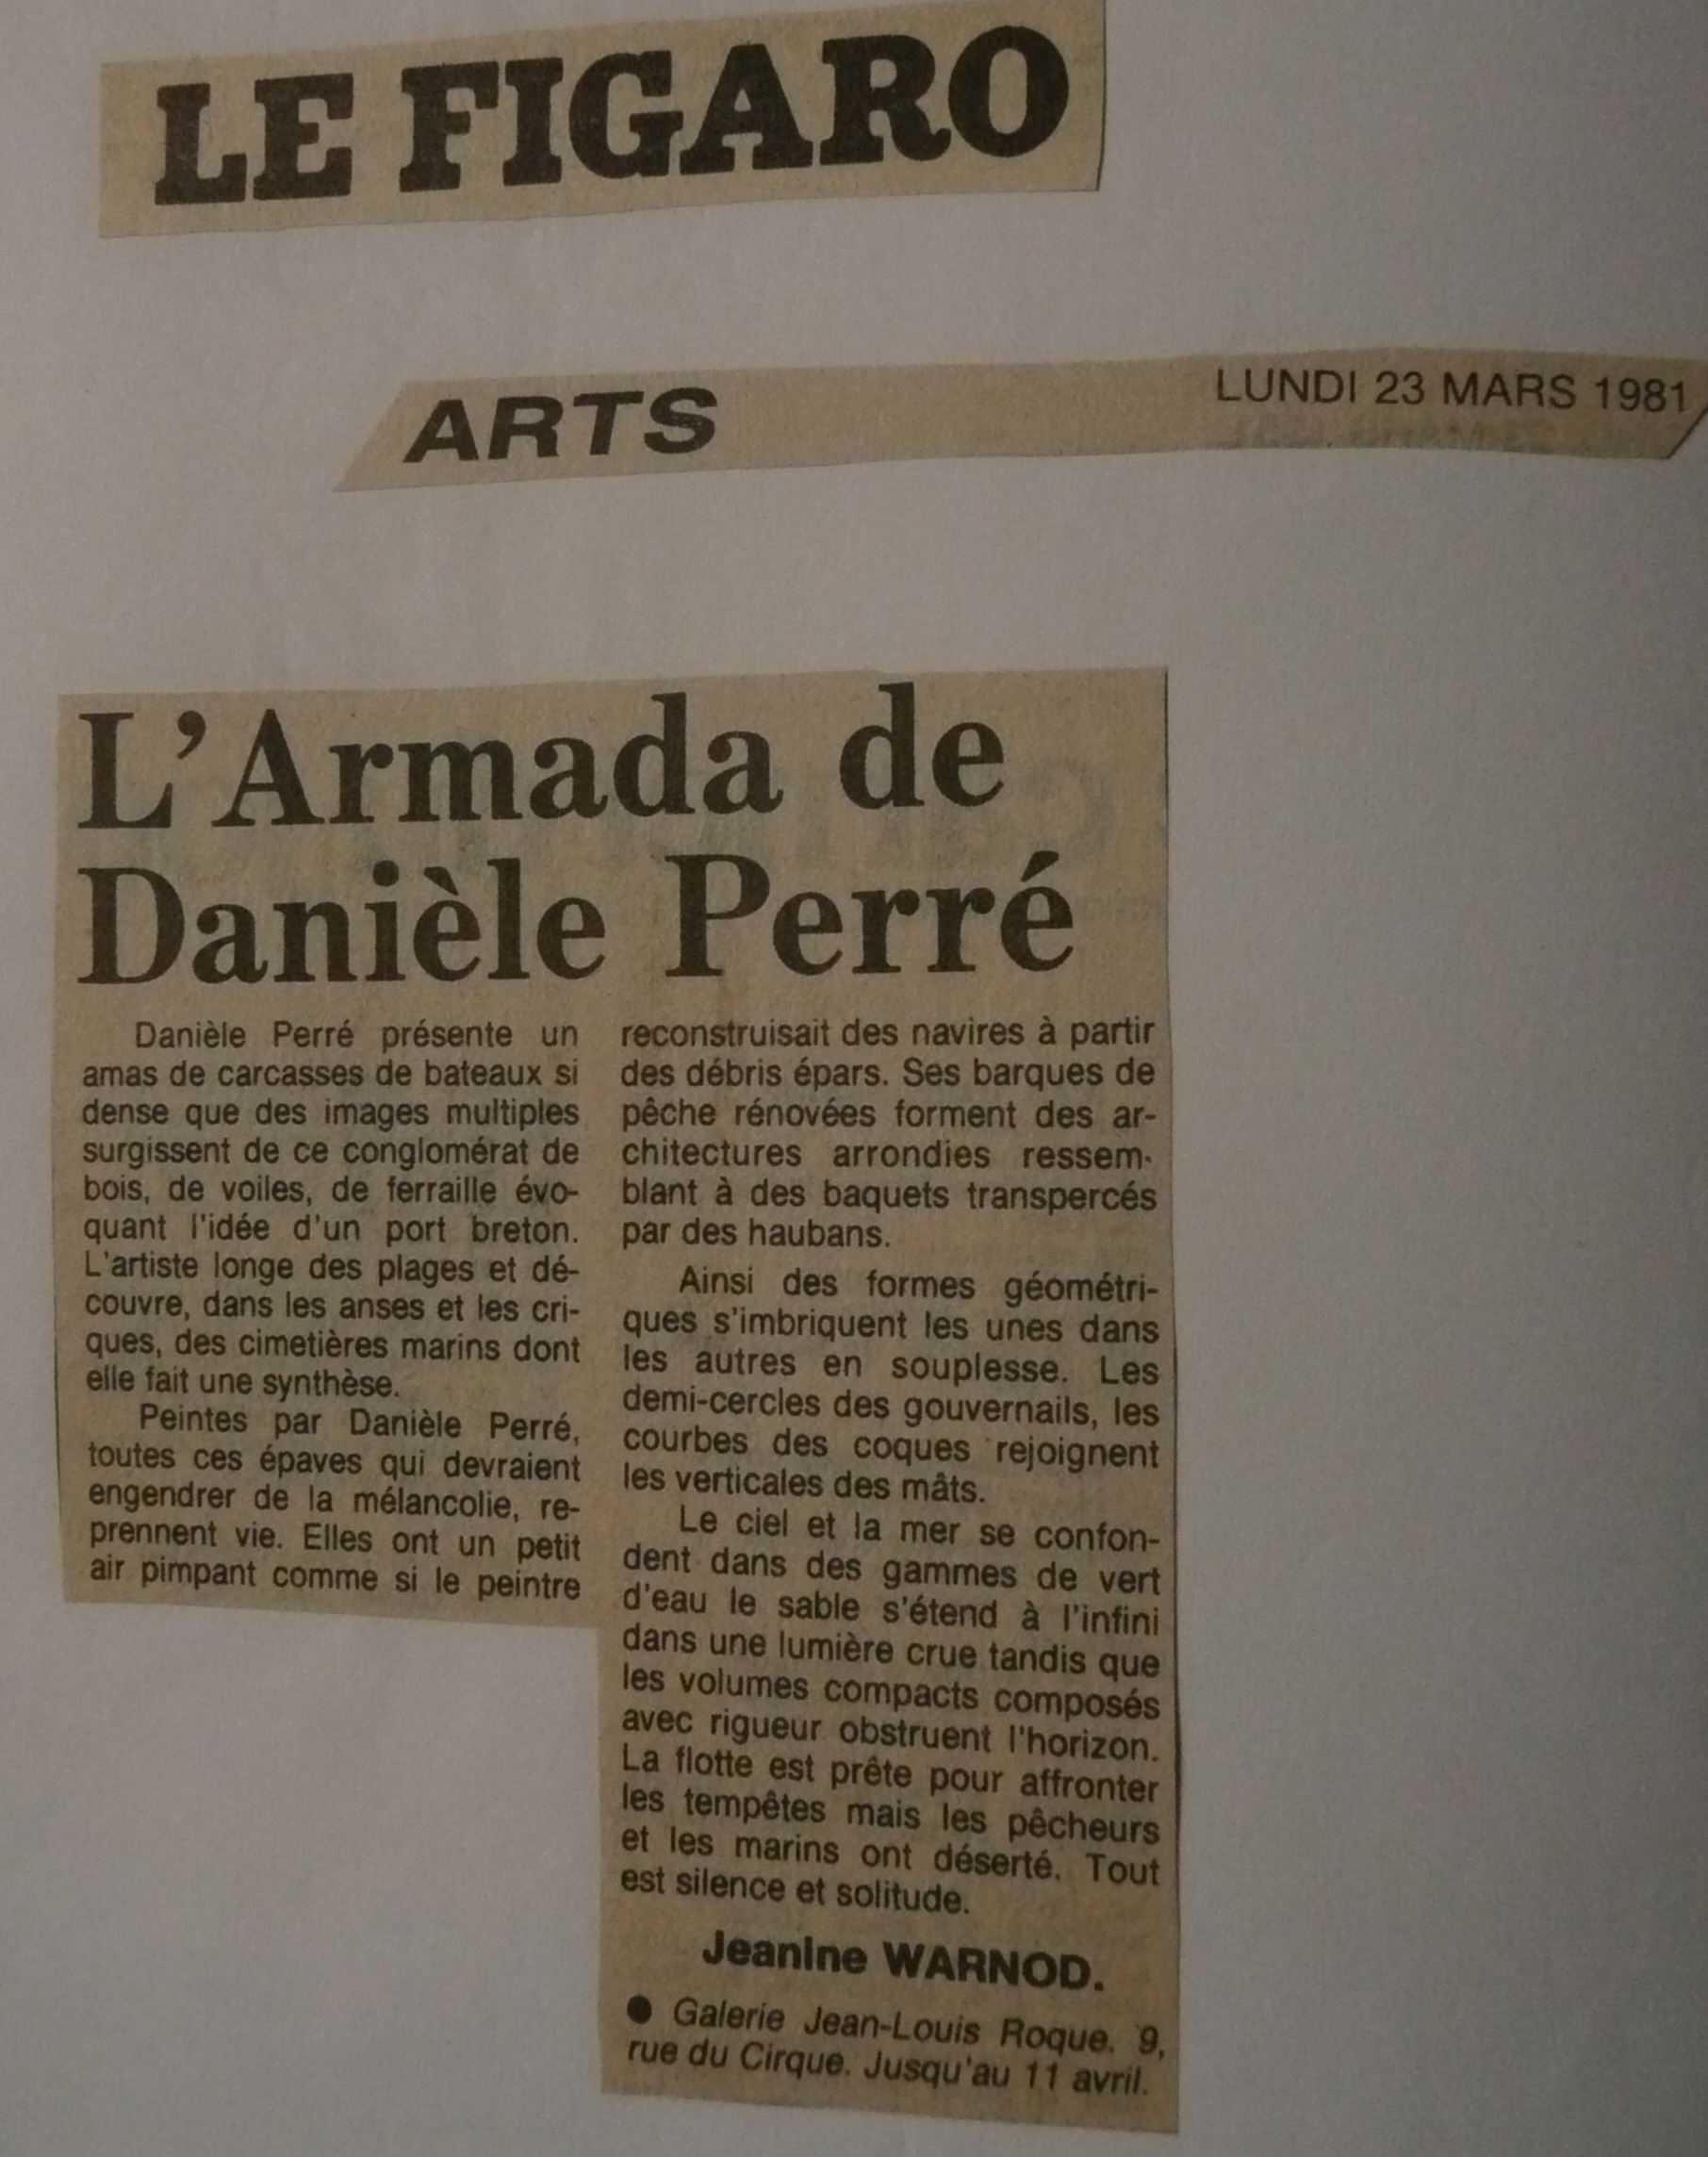 LE FIGARO
ARTS
LUNDI 23 MARS 1981
L'Armada de
Danièle Perré
Danièle Perré présente un
amas de carcasses de bateaux si
dense que des images multiples
surgissent de ce conglomérat de
bois, de voiles, de ferraille évo-
quant l'idée d'un port breton.
L'artiste longe des plages et dé-
couvre, dans les anses et les cri-
ques, des cimetières marins dont
elle fait une synthèse.
Peintes par Danièle Perré,
toutes ces épaves qui devraient
engendrer de la mélancolie, re-
prennent vie. Elles ont un petit
air pimpant comme si le peintre
reconstruisait des navires à partir
des débris épars. Ses barques de
pêche rénovées forment des ar-
chitectures arrondies ressem-
blant à des baquets transpercés
par des haubans.
Ainsi des formes géométri-
ques s'imbriquent les unes dans
les autres en souplesse. Les
demi-cercles des gouvernails, les
courbes des coques rejoignent
les verticales des mâts.
Le ciel et la mer se confon-
dent dans des gammes de vert
d'eau le sable s'étend à l'infini
dans une lumière crue tandis que
les volumes compacts composés
avec rigueur obstruent l'horizon.
La flotte est prête pour affronter
les tempêtes mais les pêcheurs
et les marins ont déserté. Tout
est silence et solitude.
Jeanine WARNOD.
● Galerie Jean-Louis Roque. 9,
rue du Cirque. Jusqu'au 11 avril.